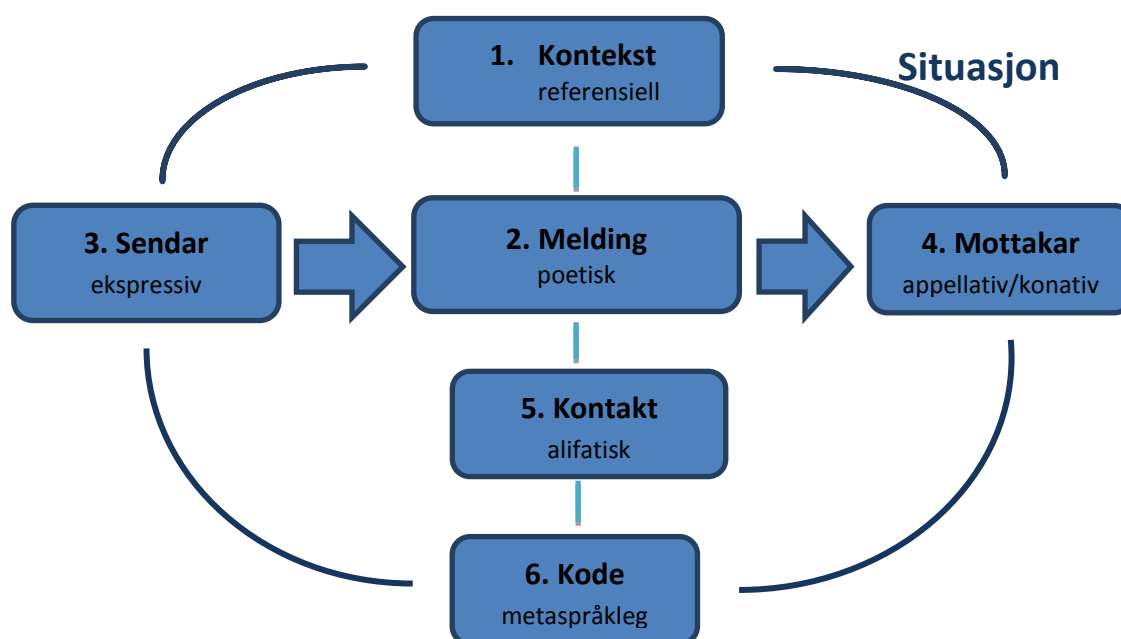 1. Kontekst
referensiell
Situasjon
3. Sendar
ekspressiv
2. Melding
poetisk
4. Mottakar
appellativ/konativ
5. Kontakt
alifatisk
6. Kode
metaspråkleg